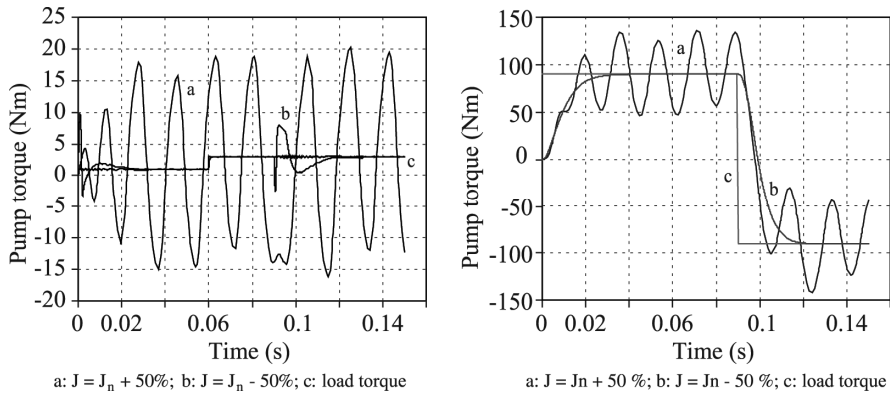 25
20
15
10
5
0
-5
-10
-15
-20
Pump torque (Nm)
a
b
c
0 0.02 0.06 0.1 0.14
Time (s)
a: J = Jn + 50%; b: J = Jn - 50%; c: load torque
150
100
50
0
-50
-100
-150
Pump torque (Nm)
a
c
b
0 0.02 0.06 0.1 0.14
Time (s)
a: J = Jn + 50 %; b: J = Jn - 50 %; c: load torque